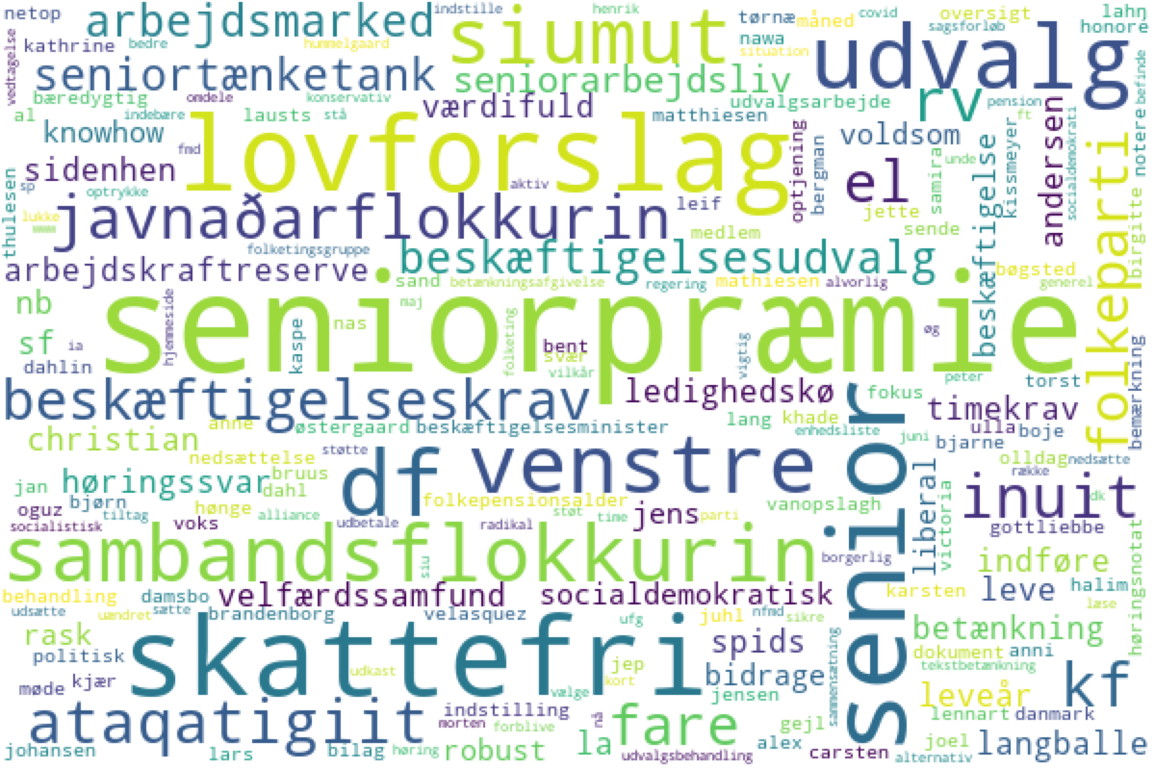 netop
arbejdsmarked
indstille
siumut
henrik
tørnæ
måned
covid
oversigt
sagsforløb
lahŋ
honore
vedtagelse
kathrine
bedre
hummelgaard
nawa
situation
udvalg
seniortænketank
seniorarbejdsliv
befinde
bæredygtig
omdele
konservativ
værdifuld
udvalgsarbejde
rv
pension
al
indebære
lausts
stå
matthiesen
ft
knowhow
lovforslag
voldsom
andersen
socialdemokrati
notere
fmd
optjening
bergman
samira
beskæftigelse
unde
kissmeyer
sidenhen
el
thulesen
sp
optrykke
aktiv
leif
jette
birgitte
folkeparti
lukke
javnaðarflokkurin
medlem
sende
folketingsgruppe
arbejdskraftreserve
beskæftigelsesudvalg
bøgsted
sand
betænkningsafgivelse
regering
mathiesen
alvorlig
generel
nb
hjemmeside
seniorpræmie
maj
sf
ia
kaspe
nas
folketing
bent
svær
vilkår
vigtig
øg
dahlin
bemærkning
beskæftigelseskrav
ledighedskø
senior
fokus
peter
torst
timekrav
anne
østergaard
beskæftigelsesminister
lang
khade
enhedsliste
juni
ulla
boje
christian
bjarne
nedsættelse
støtte
df
venstre
olldag
nedsætte
jan
høringssvar
bruus
dahl
folkepensionsalder
vanopslagh
liberal
victoria
række
dk
bjørn
hønge
inuit
oguz
tiltag
alliance
udbetale
støt
time
parti
socialistisk
voks
radikal
jens
gottliebbe
sambandsflokkurin
siu
borgerlig
indføre
høringsnotat
behandling
damsbo
velfærdssamfund
socialdemokratisk
karsten
leve
halim
udsætte
uændret
sætte
brandenborg
velasquez
ufg
juhl
nfmd
sikre
læse
rask
skattefri
spids
sammensætning
betænkning
politisk
udkast
jep
kort
dokument
anni
tekstbetænkning
møde
kjær
bidrage
vælge
jensen
leveår
kf
ataqatigiit
indstilling
morten
forblive
nå
fare
gejl
lennart
danmark
johansen
lars
bilag
høring
robust
la
udvalgsbehandling
alex
carsten
alternativ
joel
langballe